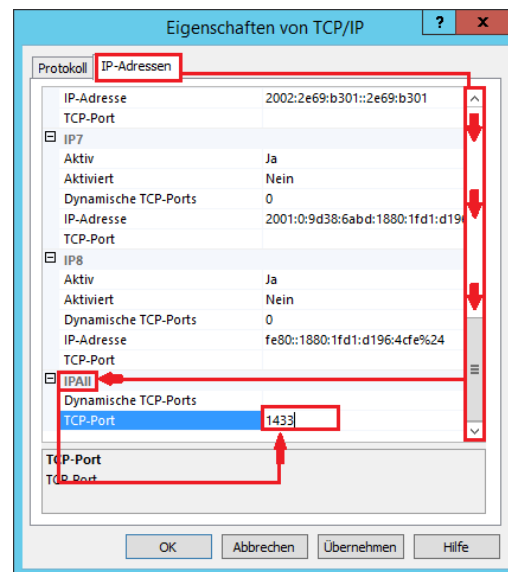 Eigenschaften von TCP/IP
? x
Protokoll IP-Adressen
IP-Adresse 2002:2e69:b301::2e69:b301
TCP-Port
IP7
Aktiv Ja
Aktiviert Nein
Dynamische TCP-Ports 0
IP-Adresse 2001:0:9d38:6abd:1880:1fd1:d196
TCP-Port
IP8
Aktiv Ja
Aktiviert Nein
Dynamische TCP-Ports 0
IP-Adresse fe80::1880:1fd1:d196:4cfe%24
TCP-Port
IPAll
Dynamische TCP-Ports
TCP-Port 1433
TCP-Port
TCP-Port
OK Abbrechen Übernehmen Hilfe